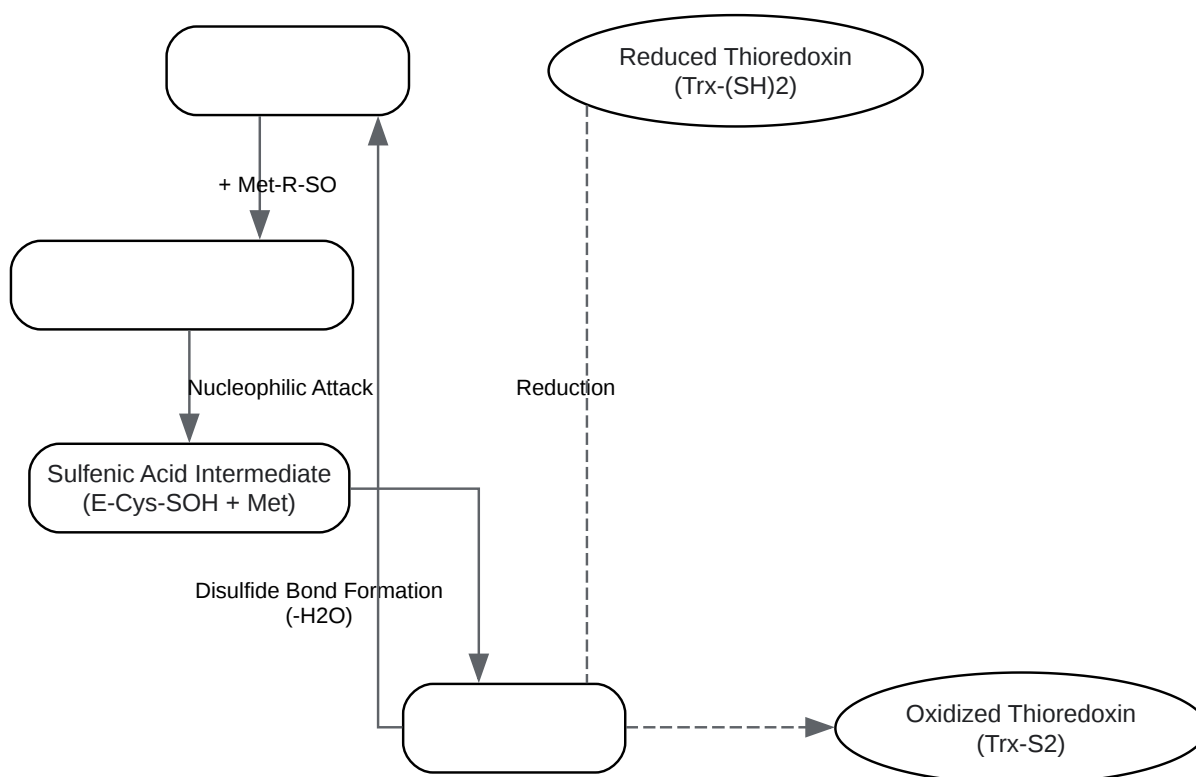 Reduced Thioredoxin
(Trx-(SH)2)
+ Met-R-SO
Nucleophilic Attack
Reduction
Sulfenic Acid Intermediate
(E-Cys-SOH + Met)
Disulfide Bond Formation
(-H2O)
Oxidized Thioredoxin
(Trx-S2)